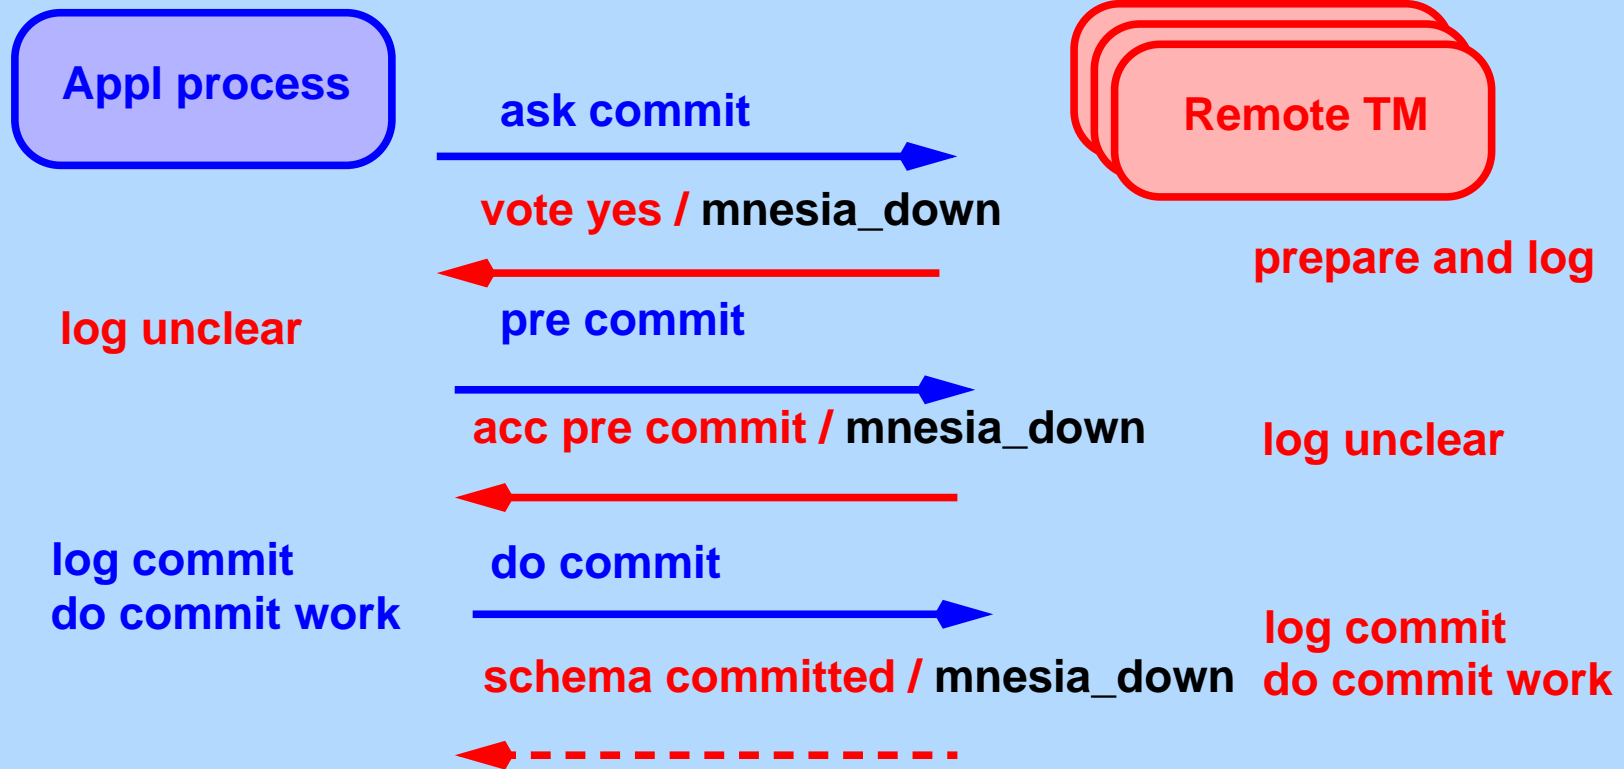 Appl process
Remote TM
ask commit
vote yes / mnesia_down
prepare and log
log unclear
pre commit
acc pre commit / mnesia_down
log unclear
log commit
do commit work
do commit
log commit
do commit work
schema committed / mnesia_down